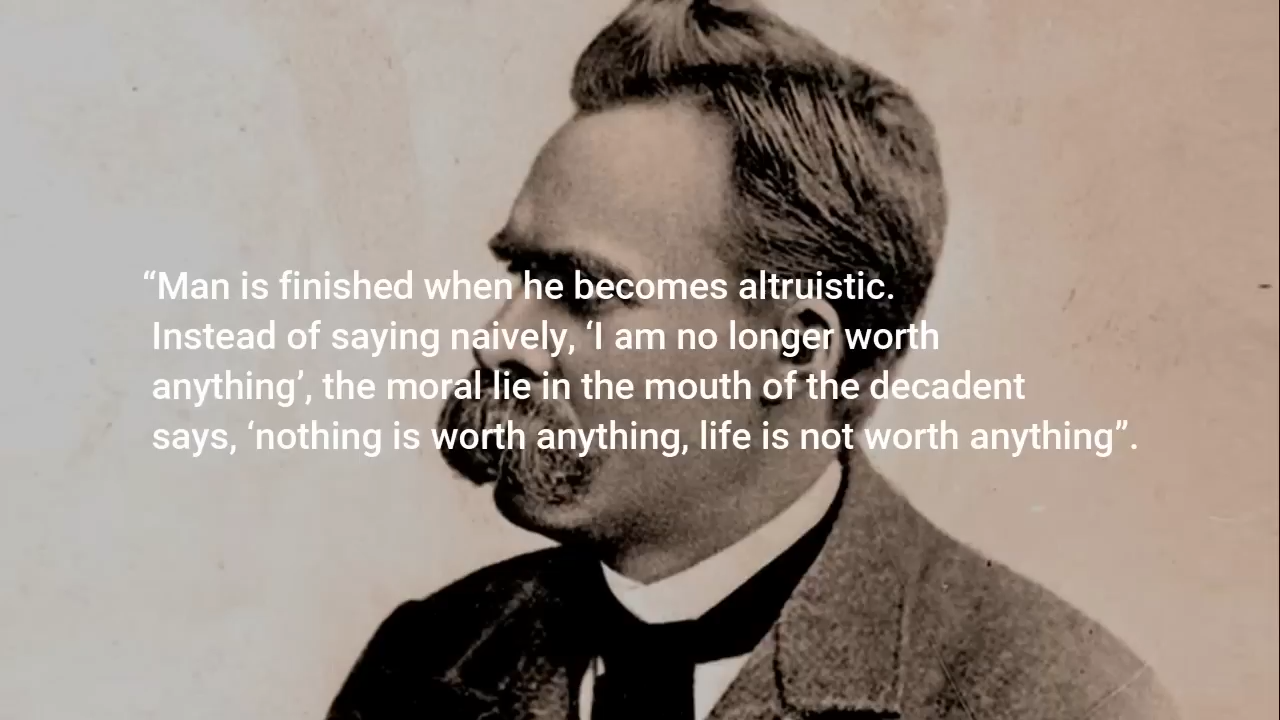 “Man is finished when he becomes altruistic.
Instead of saying naively, ‘I am no longer worth
anything’, the moral lie in the mouth of the decadent
says, ‘nothing is worth anything, life is not worth anything”.